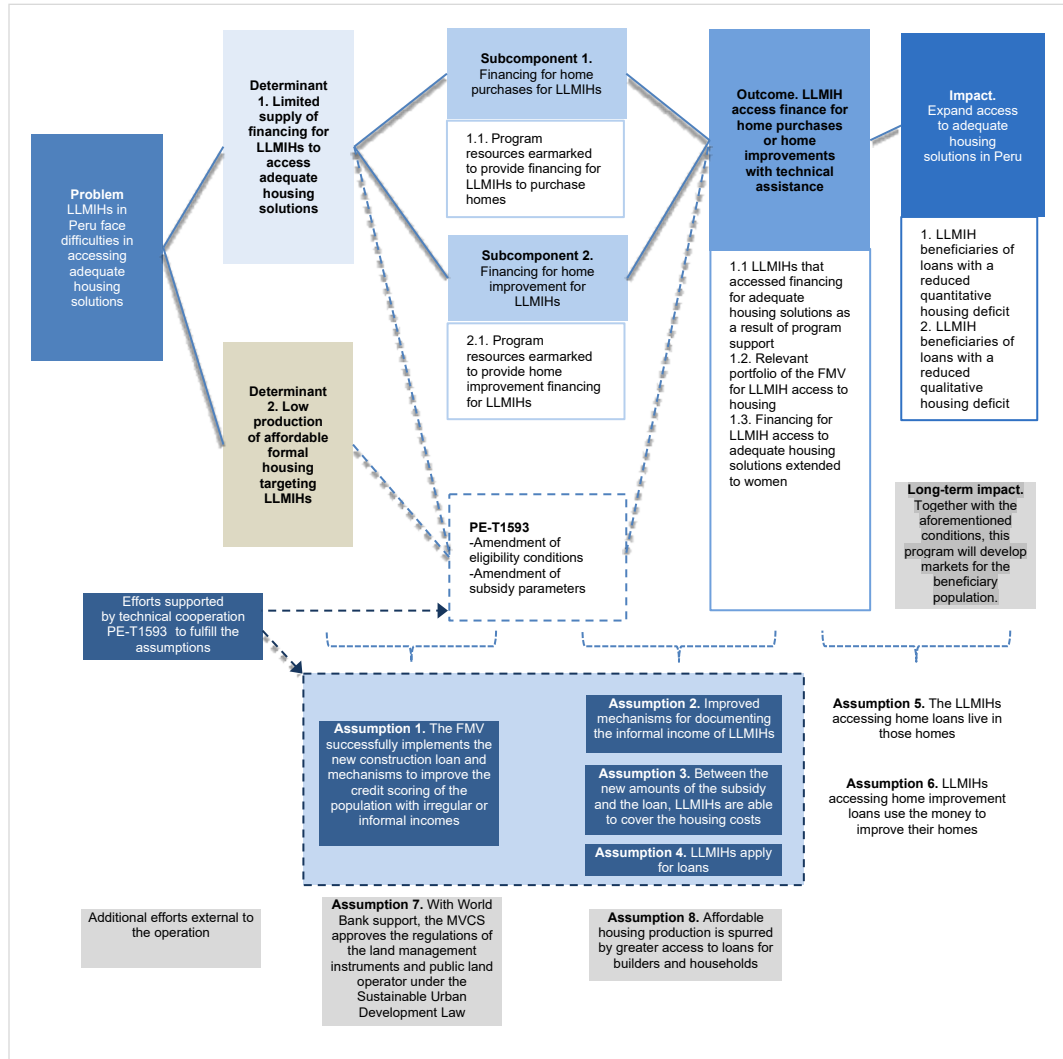 Problem
LLMIHs in
Peru face
difficulties in
accessing
adequate
housing
solutions
Determinant
1. Limited
supply of
financing for
LLMIHs to
access
adequate
housing
solutions
Determinant
2. Low
production
of affordable
formal
housing
targeting
LLMIHs
Subcomponent 1.
Financing for home
purchases for LLMIHs
1.1. Program
resources earmarked
to provide financing for
LLMIHs to purchase
homes
Subcomponent 2.
Financing for home
improvement for
LLMIHs
2.1. Program
resources earmarked
to provide home
improvement financing
for LLMIHs
PE-T1593
-Amendment of
eligibility conditions
-Amendment of
subsidy parameters
Outcome. LLMIH
access finance for
home purchases
or home
improvements
with technical
assistance
1.1 LLMIHs that
accessed financing
for adequate
housing solutions as
a result of program
support
1.2. Relevant
portfolio of the FMV
for LLMIH access to
housing
1.3. Financing for
LLMIH access to
adequate housing
solutions extended
to women
Impact.
Expand access
to adequate
housing
solutions in Peru
1. LLMIH
beneficiaries of
loans with a
reduced
quantitative
housing deficit
2. LLMIH
beneficiaries of
loans with a
reduced
qualitative
housing deficit
Long-term impact.
Together with the
aforementioned
conditions, this
program will develop
markets for the
beneficiary
population.
Efforts supported
by technical cooperation
PE-T1593 to fulfill the
assumptions
Assumption 1. The FMV
successfully implements the
new construction loan and
mechanisms to improve the
credit scoring of the
population with irregular or
informal incomes
Assumption 2. Improved
mechanisms for documenting
the informal income of LLMIHs
Assumption 3. Between the
new amounts of the subsidy
and the loan, LLMIHs are able
to cover the housing costs
Assumption 4. LLMIHs apply
for loans
Assumption 5. The LLMIHs
accessing home loans live in
those homes
Assumption 6. LLMIHs
accessing home improvement
loans use the money to
improve their homes
Additional efforts external to
the operation
Assumption 7. With World
Bank support, the MVCS
approves the regulations of
the land management
instruments and public land
operator under the
Sustainable Urban
Development Law
Assumption 8. Affordable
housing production is spurred
by greater access to loans for
builders and households